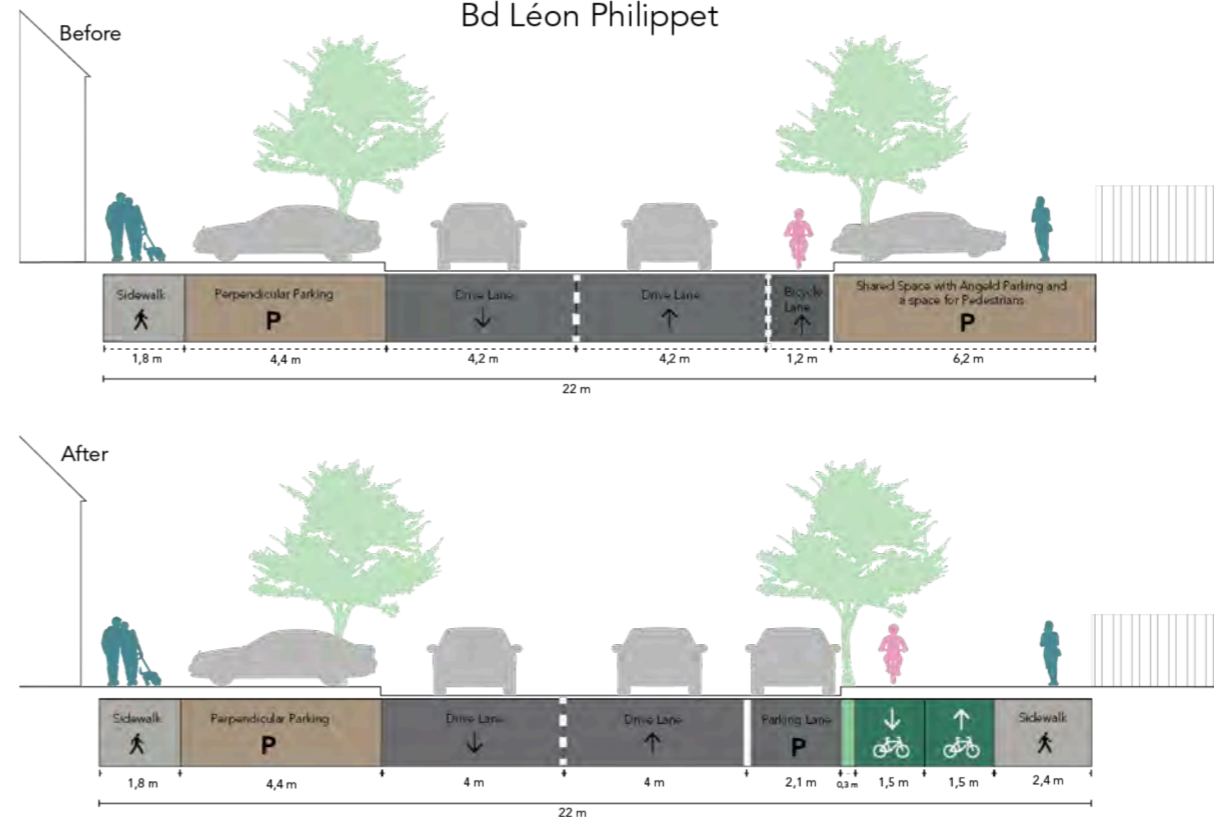 Bd Léon Philippet
Before
Sidewalk
Perpendicular Parking
P
Drive Lane
Drive Lane
Bicycle
Lane
Shared Space with Angeld Parking and
a space for Pedestrians
P
1,8 m
4,4 m
4,2 m
4,2 m
1,2 m
6,2 m
22 m
After
Sidewalk
Perpendicular Parking
P
Drive Lane
Drive Lane
Parking Lane
P
Sidewalk
1,8 m
4,4 m
4 m
4 m
2,1 m
0,3 m
1,5 m
1,5 m
2,4 m
22 m